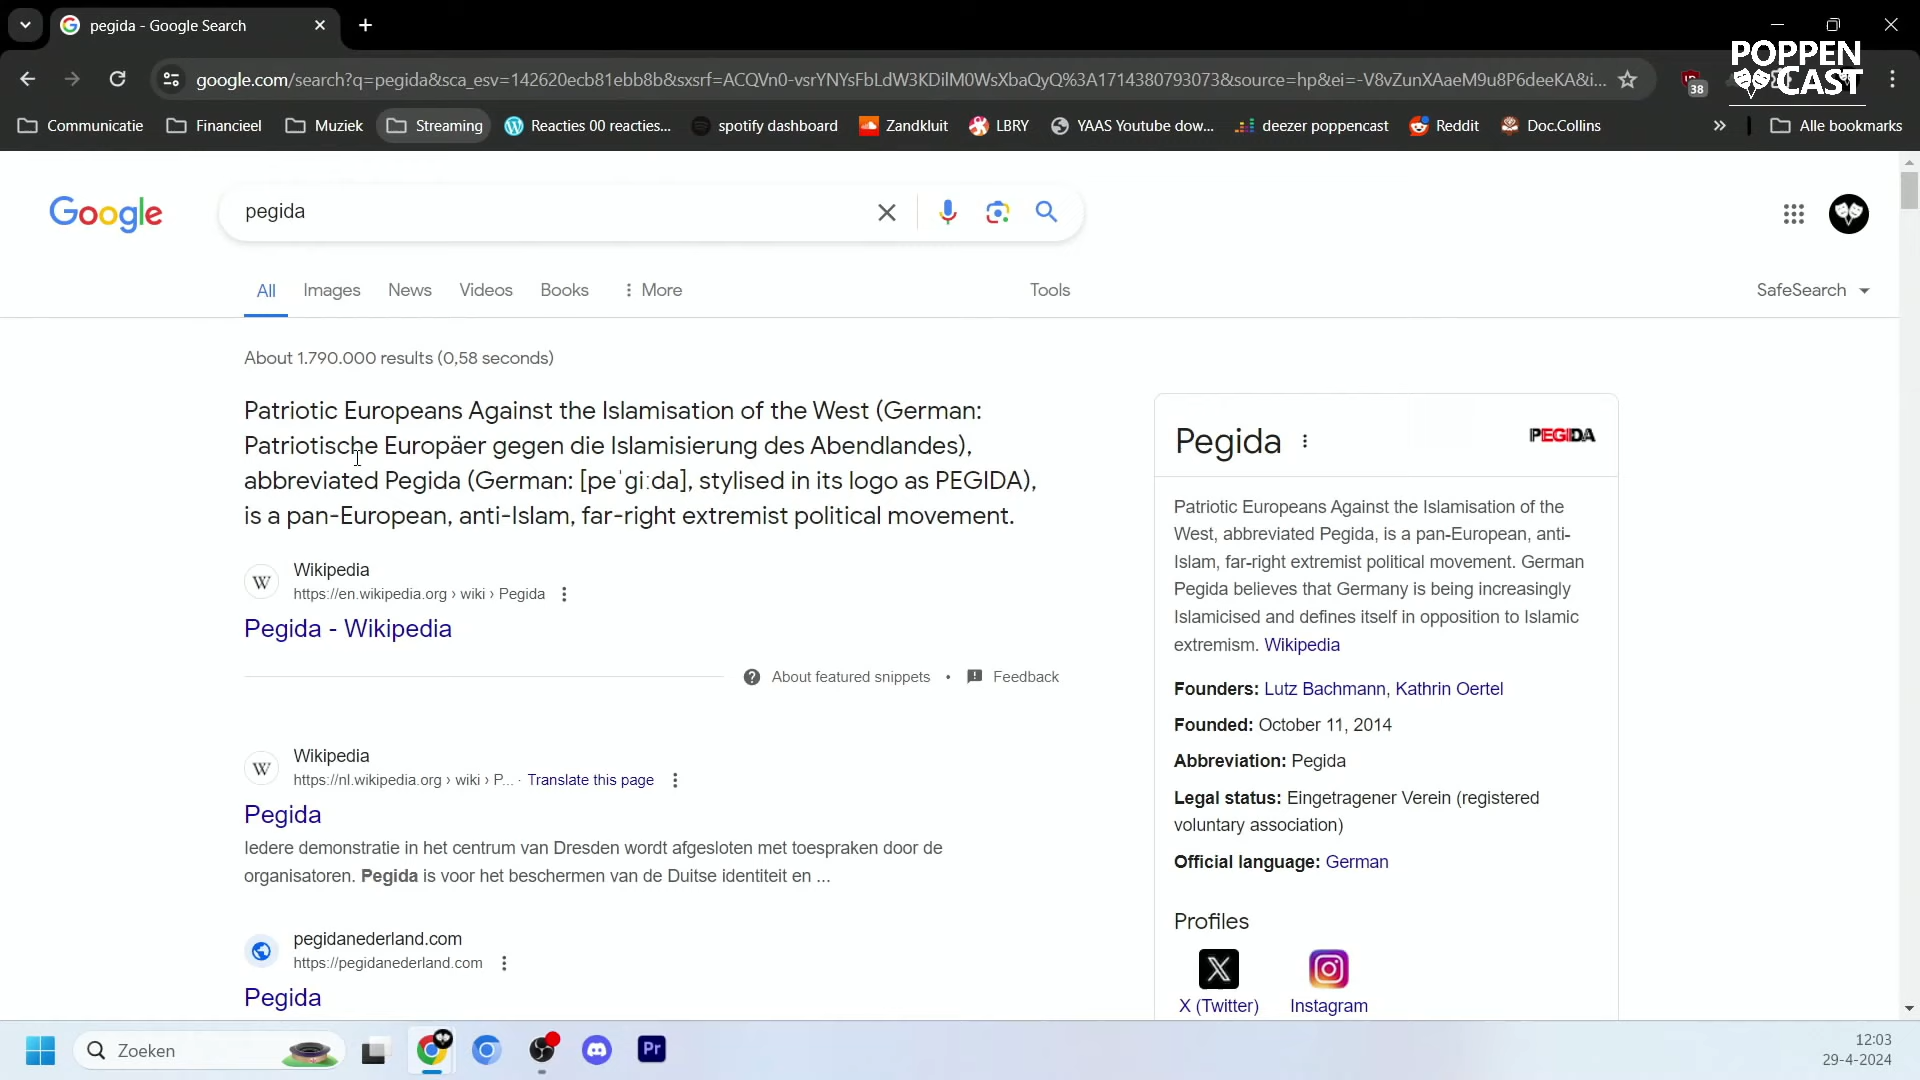 pegida - Google Search
POPPEN
CAST
google.com/search?q=pegida&sca_esv=142620ecb81ebb8b&sxsrf=ACQVn0-vsrYNYsFbLdW3KDilM0WsXbaQyQ%3A1714380793073&source=hp&ei=-V8vZunXAaeM9u8P6deeKA&i...
38
Communicatie
Financieel
Muziek
Streaming
Reacties 00 reacties...
spotify dashboard
Zandkluit
LBRY
YAAS Youtube dow...
deezer poppencast
Reddit
Doc.Collins
Alle bookmarks
Google
pegida
All
Images
News
Videos
Books
More
Tools
SafeSearch
About 1.790.000 results (0,58 seconds)
Patriotic Europeans Against the Islamisation of the West (German:
Patriotische Europäer gegen die Islamisierung des Abendlandes),
abbreviated Pegida (German: [peˈɡiːda], stylised in its logo as PEGIDA),
is a pan-European, anti-Islam, far-right extremist political movement.
Wikipedia
https://en.wikipedia.org › wiki › Pegida
Pegida - Wikipedia
About featured snippets • Feedback
Wikipedia
https://nl.wikipedia.org › wiki › P... · Translate this page
Pegida
Iedere demonstratie in het centrum van Dresden wordt afgesloten met toespraken door de
organisatoren. Pegida is voor het beschermen van de Duitse identiteit en ...
pegidanederland.com
https://pegidanederland.com
Pegida
Pegida
PEGIDA
Patriotic Europeans Against the Islamisation of the
West, abbreviated Pegida, is a pan-European, anti-
Islam, far-right extremist political movement. German
Pegida believes that Germany is being increasingly
Islamicised and defines itself in opposition to Islamic
extremism. Wikipedia
Founders: Lutz Bachmann, Kathrin Oertel
Founded: October 11, 2014
Abbreviation: Pegida
Legal status: Eingetragener Verein (registered
voluntary association)
Official language: German
Profiles
X (Twitter)
Instagram
Zoeken
Pr
12:03
29-4-2024